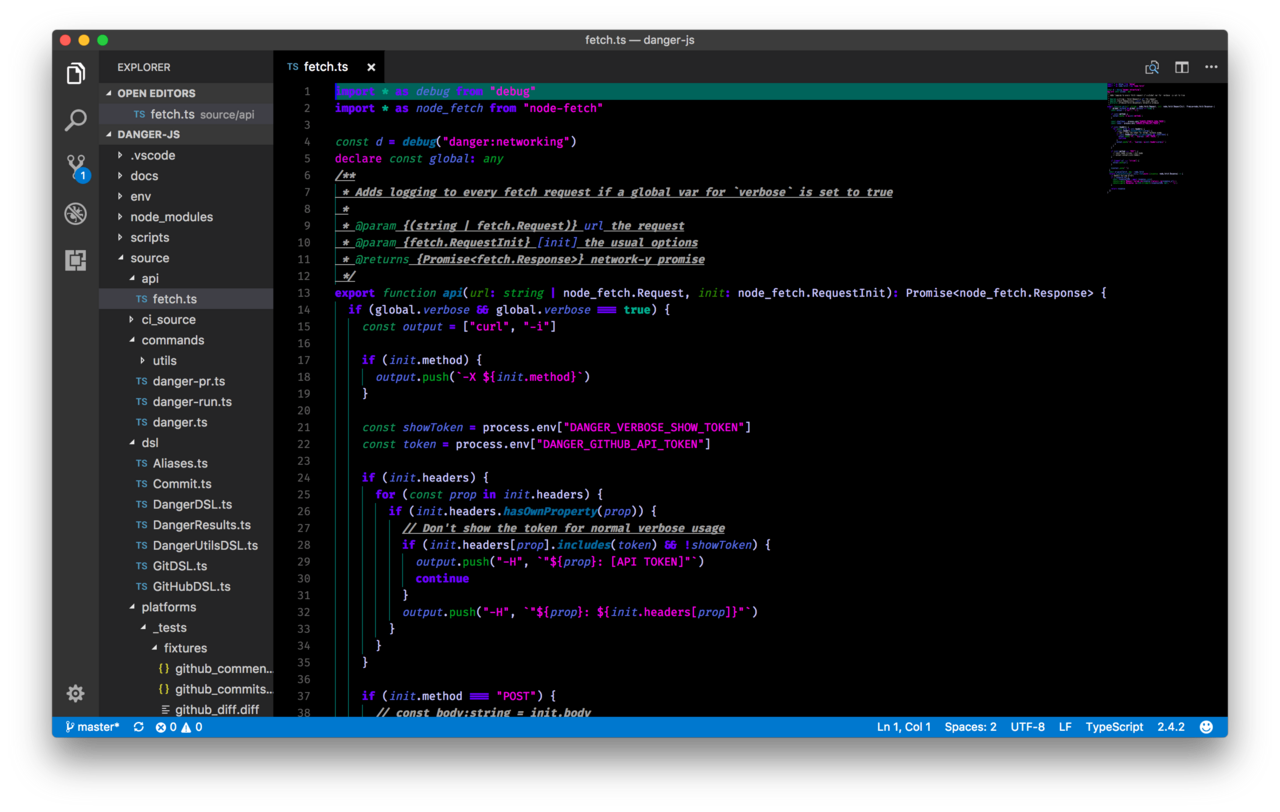 fetch.ts — danger-js
EXPLORER
OPEN EDITORS
TS fetch.ts source/api
DANGER-JS
.vscode
docs
env
node_modules
scripts
source
api
TS fetch.ts
ci_source
commands
utils
TS danger-pr.ts
TS danger-run.ts
TS danger.ts
dsl
TS Aliases.ts
TS Commit.ts
TS DangerDSL.ts
TS DangerResults.ts
TS DangerUtilsDSL.ts
TS GitDSL.ts
TS GitHubDSL.ts
platforms
_tests
fixtures
{} github_commen...
{} github_commits...
github_diff.diff
1
TS fetch.ts ×
1 import * as debug from "debug"
2 import * as node_fetch from "node-fetch"
3
4 const d = debug("danger:networking")
5 declare const global: any
6 /**
7 * Adds logging to every fetch request if a global var for `verbose` is set to true
8 *
9 * @param {(string | fetch.Request)} url the request
10 * @param {fetch.RequestInit} [init] the usual options
11 * @returns {Promise<fetch.Response>} network-y promise
12 */
13 export function api(url: string | node_fetch.Request, init: node_fetch.RequestInit): Promise<node_fetch.Response> {
14 if (global.verbose && global.verbose === true) {
15 const output = ["curl", "-i"]
16
17 if (init.method) {
18 output.push(`-X ${init.method}`)
19 }
20
21 const showToken = process.env["DANGER_VERBOSE_SHOW_TOKEN"]
22 const token = process.env["DANGER_GITHUB_API_TOKEN"]
23
24 if (init.headers) {
25 for (const prop in init.headers) {
26 if (init.headers.hasOwnProperty(prop)) {
27 // Don't show the token for normal verbose usage
28 if (init.headers[prop].includes(token) && !showToken) {
29 output.push("-H", `"${prop}: [API TOKEN]"`)
30 continue
31 }
32 output.push("-H", `"${prop}: ${init.headers[prop]}"`)
33 }
34 }
35 }
36
37 if (init.method === "POST") {
38 // const body:string = init.body
master* 0 0
Ln 1, Col 1 Spaces: 2 UTF-8 LF TypeScript 2.4.2